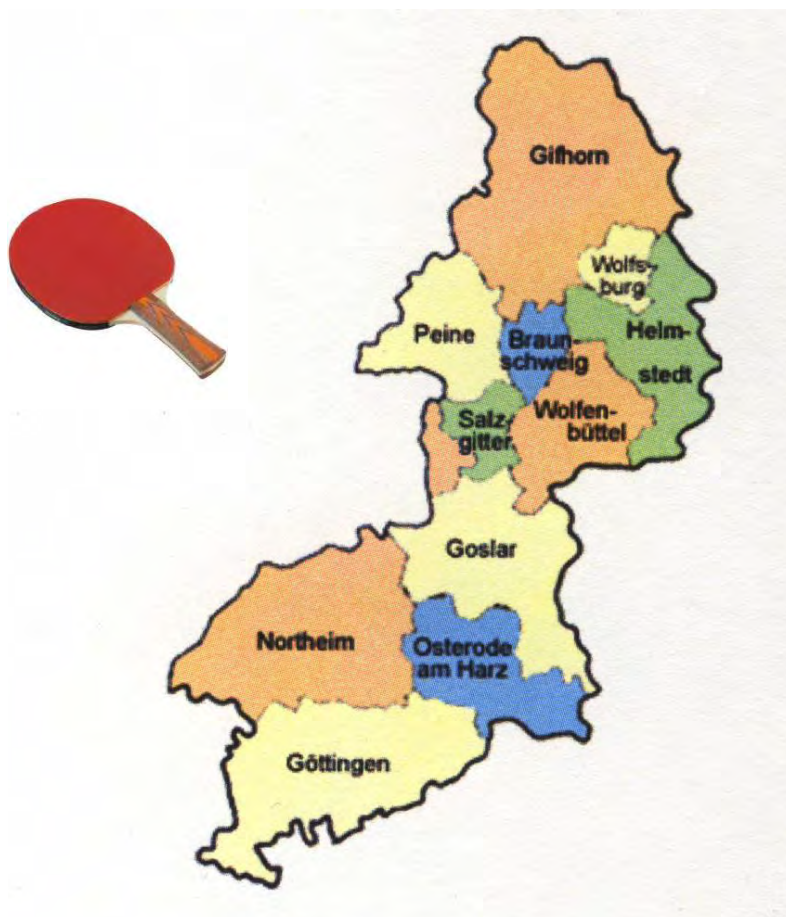 Gifhorn
Wolfs-
burg
Peine
Braun-
schweig
Helm-
stedt
Salz-
gitter
Wolfen-
büttel
Goslar
Northeim
Osterode
am Harz
Göttingen